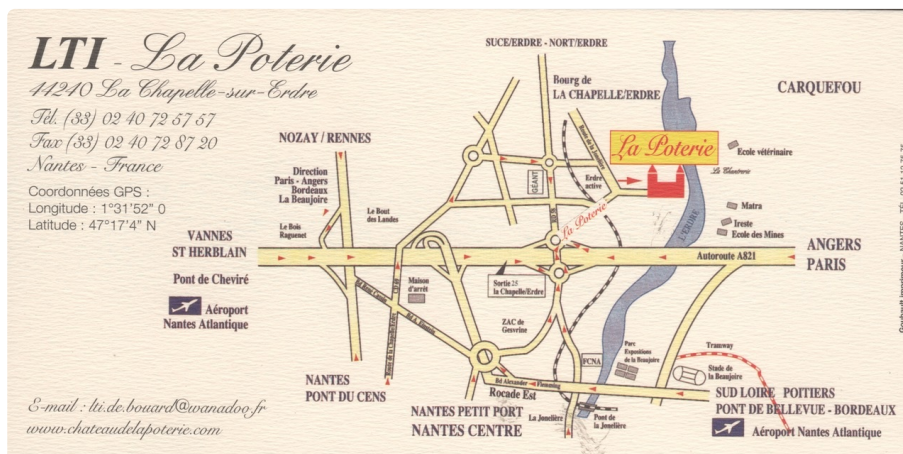 LTI - La Poterie
44240 La Chapelle-sur-Erdre
Tél. (33) 02 40 72 57 57
Fax (33) 02 40 72 87 20
Nantes - France
Coordonnées GPS :
Longitude : 1°31'52" 0
Latitude : 47°17'4" N
SUCE/ERDRE - NORT/ERDRE
Bourg de
LA CHAPELLE/ERDRE
CARQUEFOU
NOZAY / RENNES
La Poterie
Ecole vétérinaire
La Chantrerie
Direction
Paris - Angers
Bordeaux
La Beaujoire
GEANT
Erdre
active
Le Bout
des Landes
Le Bois
Raguenet
La Poterie
L'ERDRE
Matra
Ireste
Ecole des Mines
VANNES
ST HERBLAIN
ANGERS
PARIS
Autoroute A821
Pont de Cheviré
Maison
d'arrêt
Sortie 25
la Chapelle/Erdre
Aéroport
Nantes Atlantique
ZAC de
Gesvrine
FCNA
Parc
Expositions
de la Beaujoire
Tramway
Stade de
la Beaujoire
NANTES
PONT DU CENS
Bd Alexander Flemming
Rocade Est
SUD LOIRE POITIERS
PONT DE BELLEVUE - BORDEAUX
NANTES PETIT PORT
NANTES CENTRE
La Jonelière
Pont de
la Jonelière
Aéroport Nantes Atlantique
E-mail : lti.de.bouard@wanadoo.fr
www.chateaudelapoterie.com